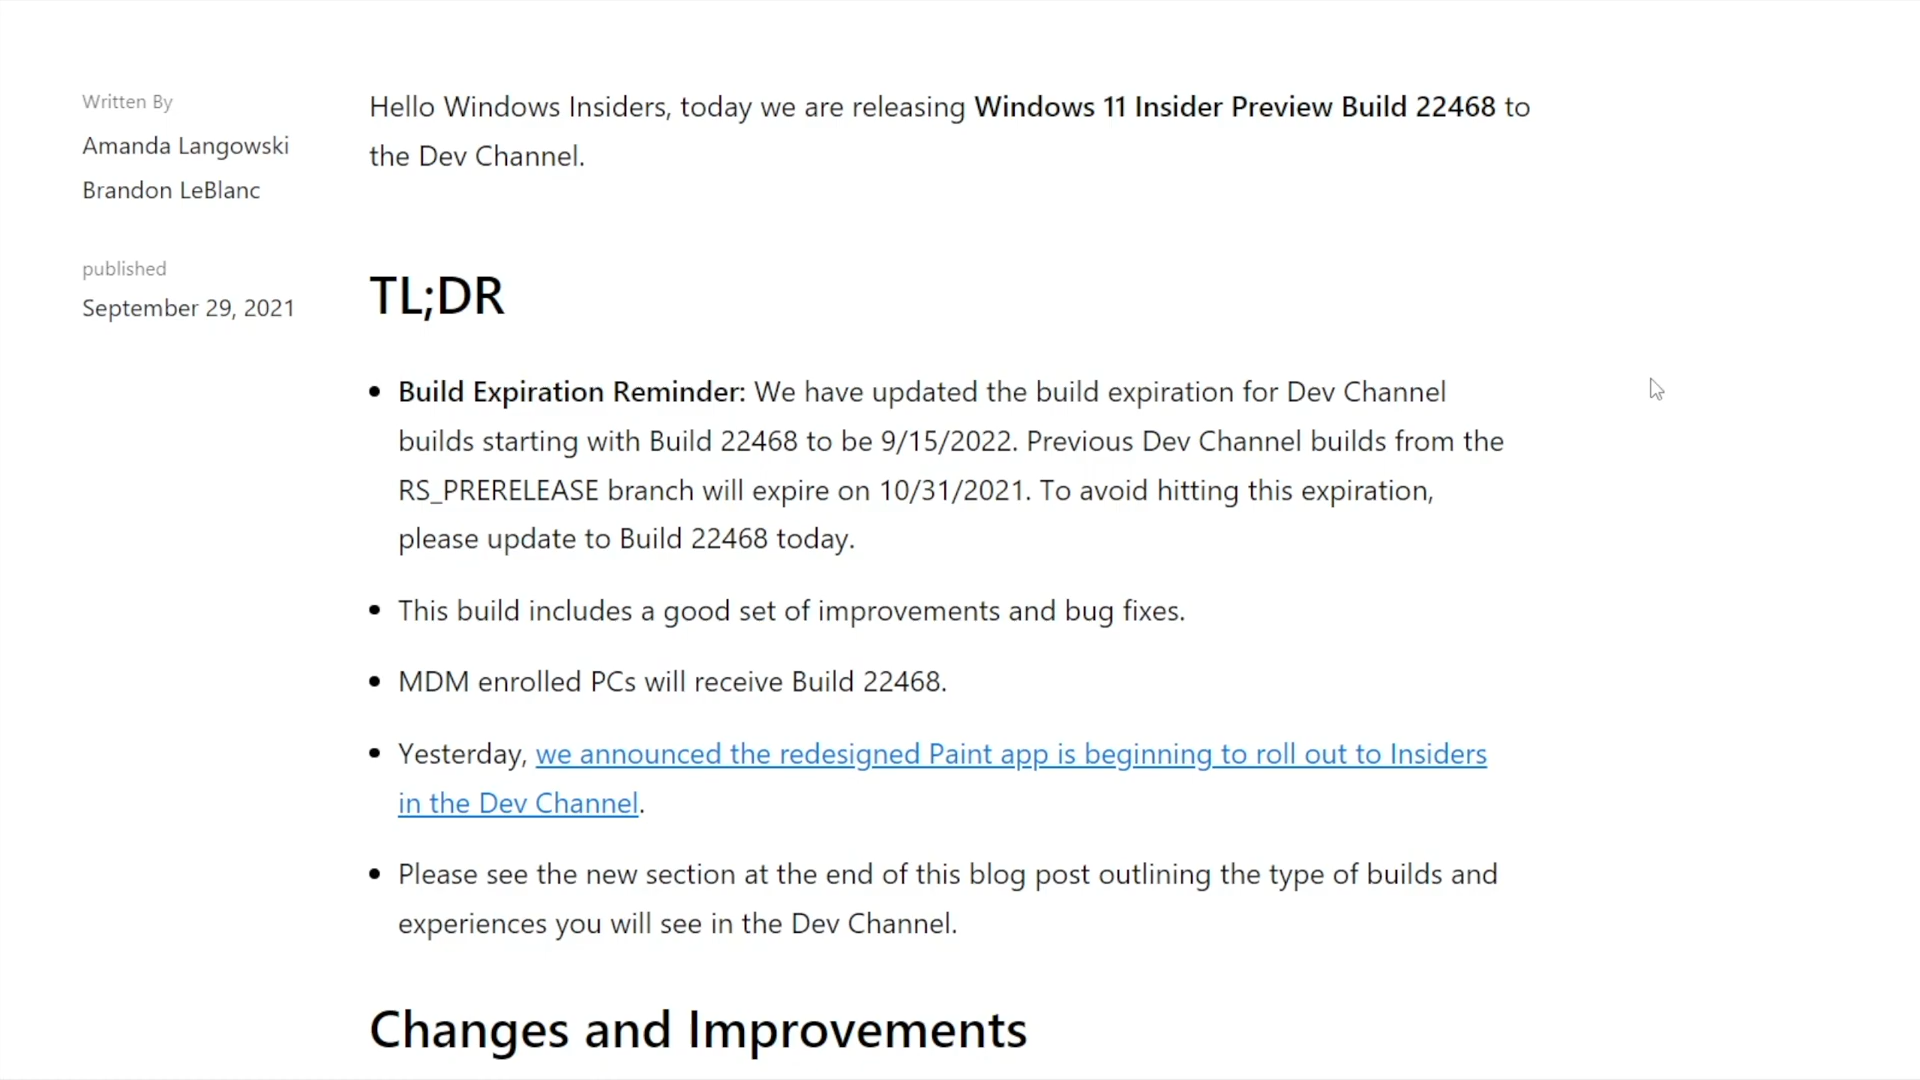 Written By
Amanda Langowski
Brandon LeBlanc
published
September 29, 2021
Hello Windows Insiders, today we are releasing Windows 11 Insider Preview Build 22468 to
the Dev Channel.
TL;DR
• Build Expiration Reminder: We have updated the build expiration for Dev Channel
builds starting with Build 22468 to be 9/15/2022. Previous Dev Channel builds from the
RS_PRERELEASE branch will expire on 10/31/2021. To avoid hitting this expiration,
please update to Build 22468 today.
• This build includes a good set of improvements and bug fixes.
• MDM enrolled PCs will receive Build 22468.
• Yesterday, we announced the redesigned Paint app is beginning to roll out to Insiders
in the Dev Channel.
• Please see the new section at the end of this blog post outlining the type of builds and
experiences you will see in the Dev Channel.
Changes and Improvements